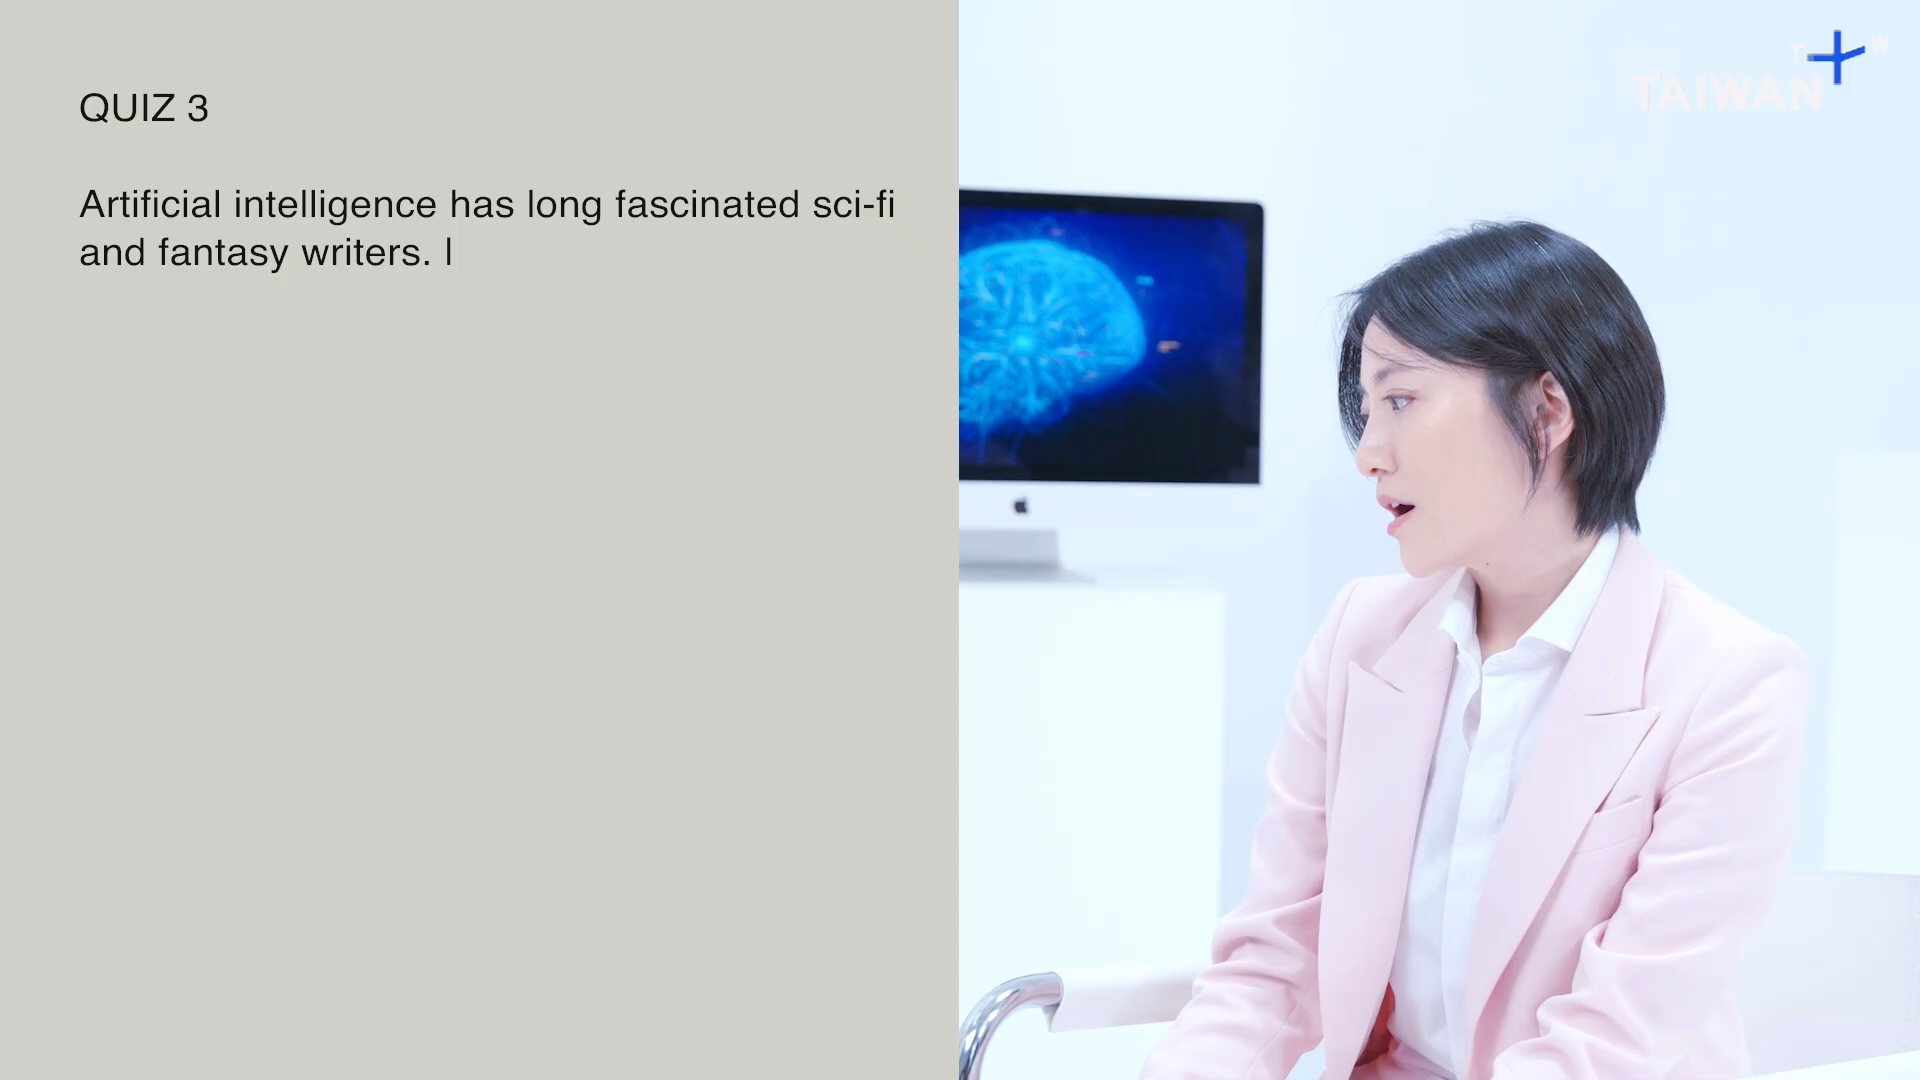 QUIZ 3
Artificial intelligence has long fascinated sci-fi
and fantasy writers. |
TAIWAN